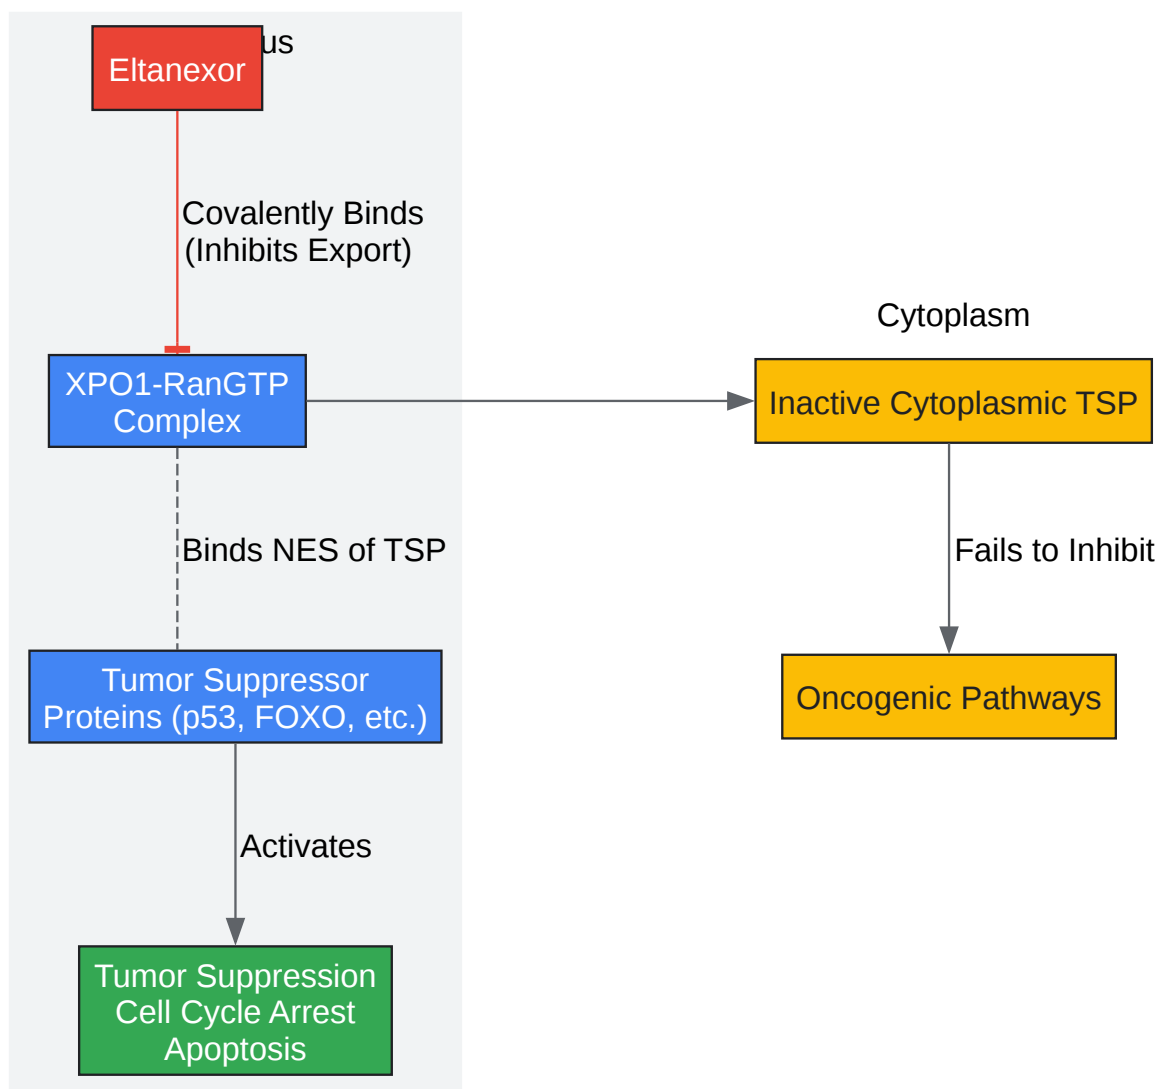 us
Eltanexor
Covalently Binds
(Inhibits Export)
Cytoplasm
XPO1-RanGTP
Complex
Inactive Cytoplasmic TSP
Binds NES of TSP
Fails to Inhibit
Tumor Suppressor
Proteins (p53, FOXO, etc.)
Oncogenic Pathways
Activates
Tumor Suppression
Cell Cycle Arrest
Apoptosis